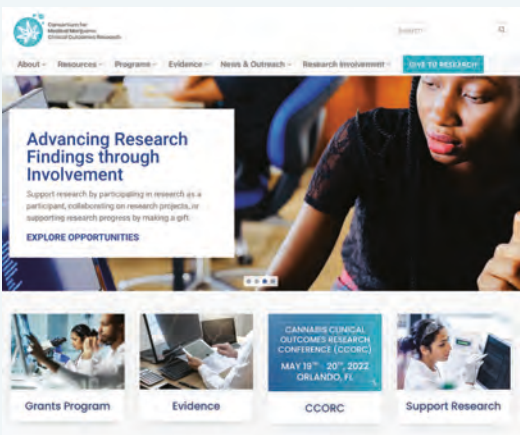 Consortium for
Medical Marijuana
Clinical Outcomes Research
Search
About
Resources
Programs
Evidence
News & Outreach
Research Involvement
GIVE TO RESEARCH
Advancing Research
Findings through
Involvement
Support research by participating in research as a
participant, collaborating on research projects, or
supporting research progress by making a gift.
EXPLORE OPPORTUNITIES
CANNABIS CLINICAL
OUTCOMES RESEARCH
CONFERENCE (CCORC)
MAY 19TH - 20TH, 2022
ORLANDO, FL
Grants Program
Evidence
CCORC
Support Research